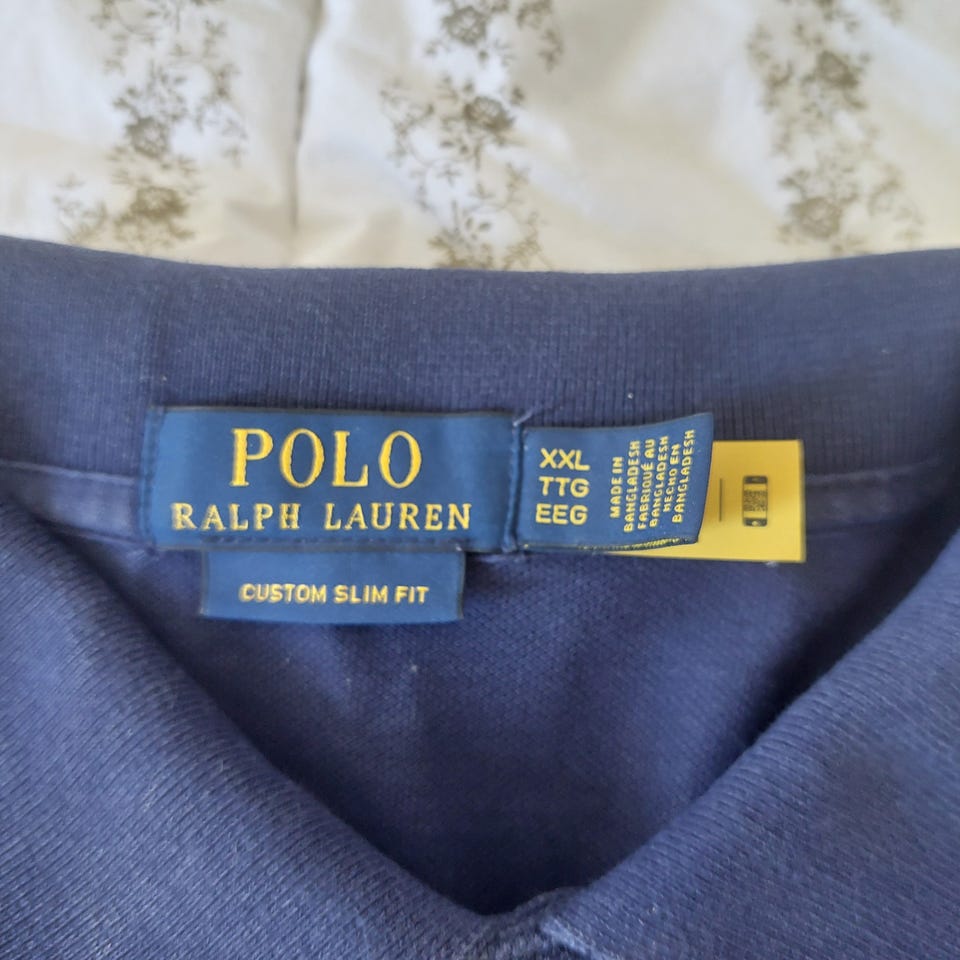 POLO
RALPH LAUREN
CUSTOM SLIM FIT
XXL
TTG
EEG
MADE IN
BANGLADESH
FABRIQUÉ AU
BANGLADESH
HECHO EN
BANGLADESH